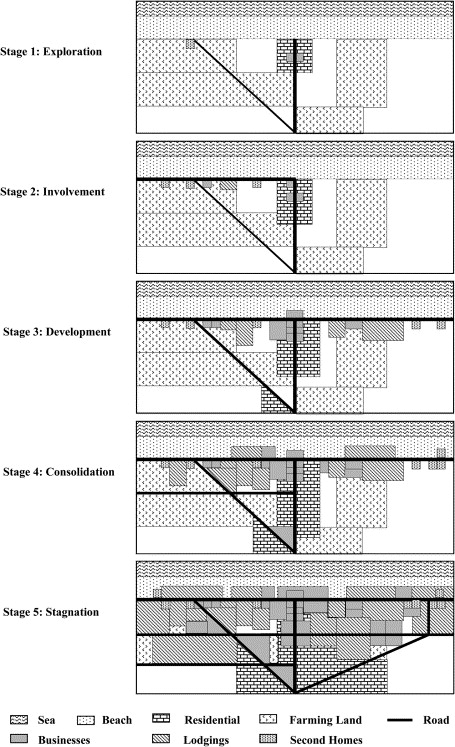 Stage 1: Exploration
Stage 2: Involvement
Stage 3: Development
Stage 4: Consolidation
Stage 5: Stagnation
Sea Beach Residential Farming Land Road
Businesses Lodgings Second Homes